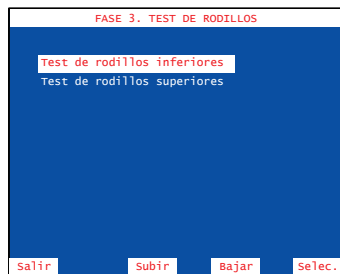 FASE 3. TEST DE RODILLOS
Test de rodillos inferiores
Test de rodillos superiores
Salir Subir Bajar Selec.